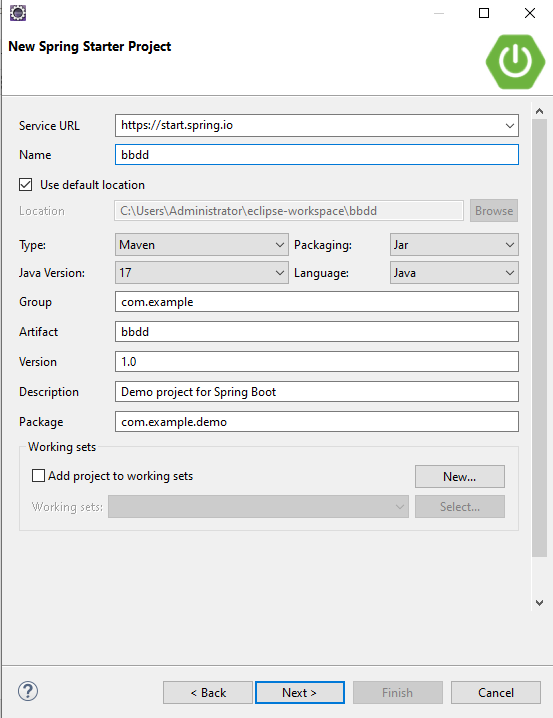 New Spring Starter Project
Service URL https://start.spring.io
Name bbdd
Use default location
Location C:\Users\Administrator\eclipse-workspace\bbdd Browse
Type: Maven Packaging: Jar
Java Version: 17 Language: Java
Group com.example
Artifact bbdd
Version 1.0
Description Demo project for Spring Boot
Package com.example.demo
Working sets
Add project to working sets New...
Working sets: Select...
? < Back Next > Finish Cancel